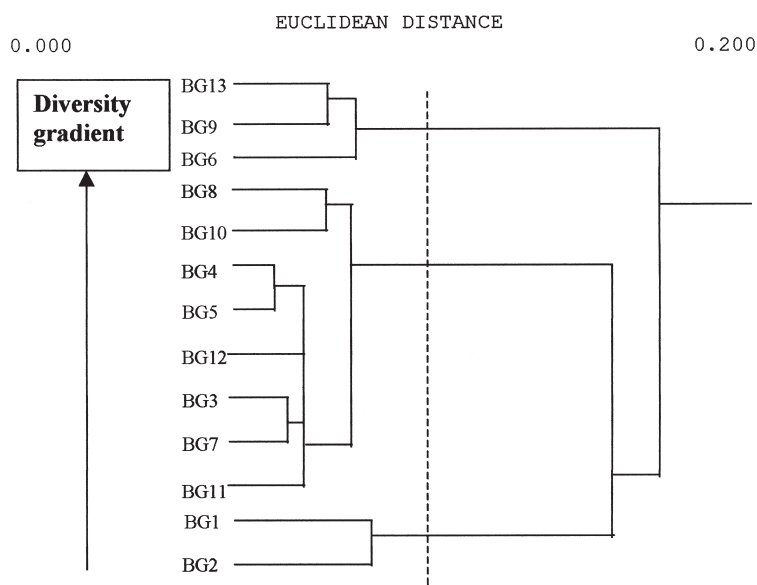 EUCLIDEAN DISTANCE
0.000
0.200
Diversity
gradient
BG13
BG9
BG6
BG8
BG10
BG4
BG5
BG12
BG3
BG7
BG11
BG1
BG2